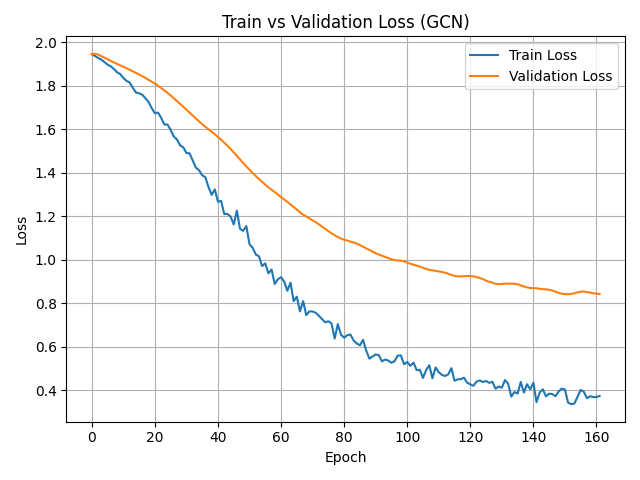 Train vs Validation Loss (GCN)
Train Loss
Validation Loss
Loss
2.0
1.8
1.6
1.4
1.2
1.0
0.8
0.6
0.4
0 20 40 60 80 100 120 140 160
Epoch